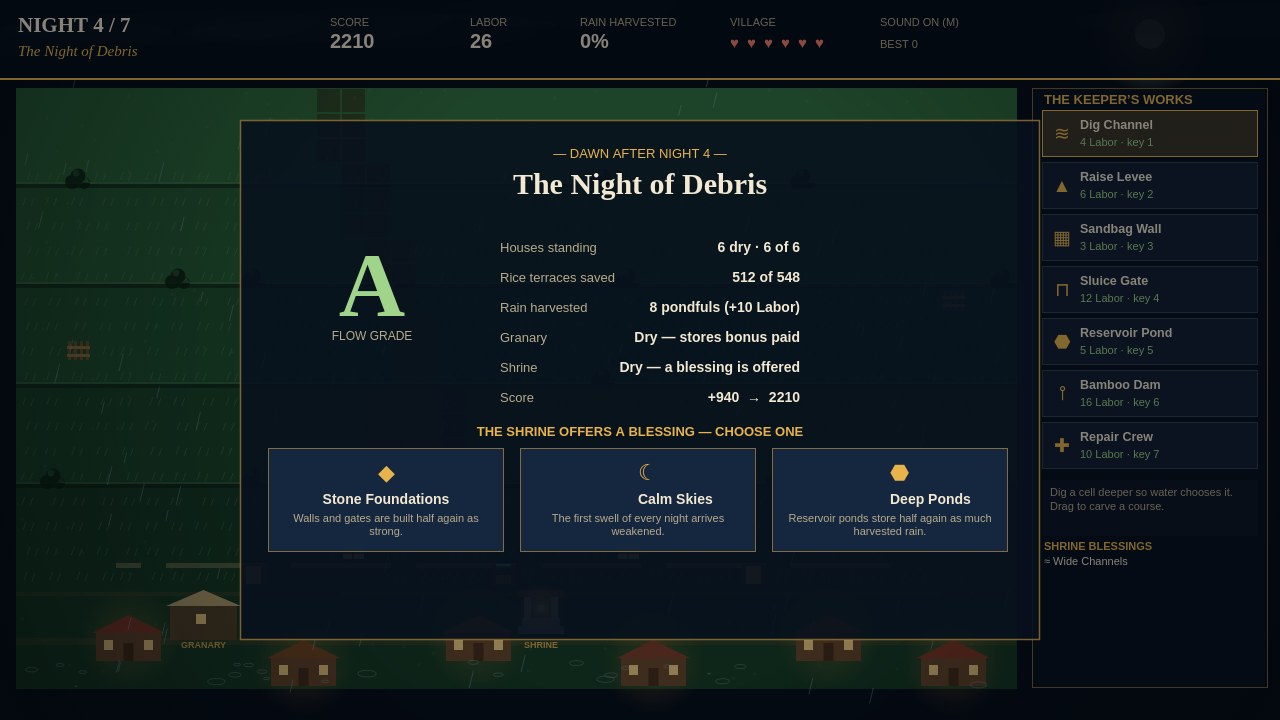 NIGHT 4 / 7
The Night of Debris
SCORE
2210
LABOR
26
RAIN HARVESTED
0%
VILLAGE
♥ ♥ ♥ ♥ ♥ ♥
SOUND ON (M)
BEST 0
— DAWN AFTER NIGHT 4 —
The Night of Debris
A
FLOW GRADE
Houses standing 6 dry · 6 of 6
Rice terraces saved 512 of 548
Rain harvested 8 pondfuls (+10 Labor)
Granary Dry — stores bonus paid
Shrine Dry — a blessing is offered
Score +940 → 2210
THE SHRINE OFFERS A BLESSING — CHOOSE ONE
Stone Foundations
Walls and gates are built half again as
strong.
Calm Skies
The first swell of every night arrives
weakened.
Deep Ponds
Reservoir ponds store half again as much
harvested rain.
GRANARY
SHRINE
THE KEEPER'S WORKS
Dig Channel
4 Labor · key 1
Raise Levee
6 Labor · key 2
Sandbag Wall
3 Labor · key 3
Sluice Gate
12 Labor · key 4
Reservoir Pond
5 Labor · key 5
Bamboo Dam
16 Labor · key 6
Repair Crew
10 Labor · key 7
Dig a cell deeper so water chooses it.
Drag to carve a course.
SHRINE BLESSINGS
≈ Wide Channels